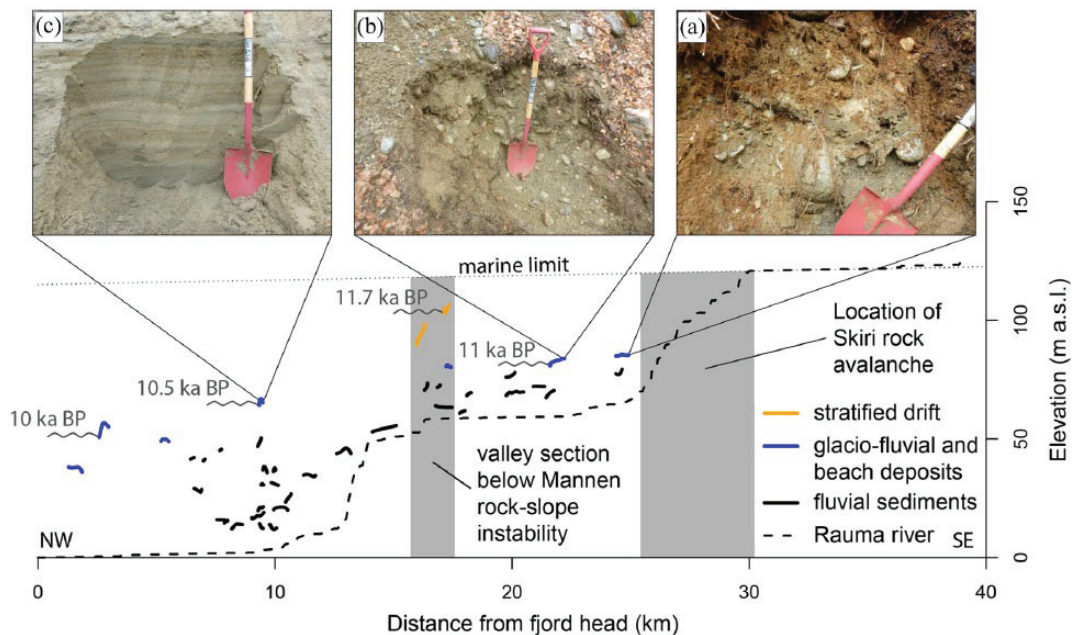 (c)
(b)
(a)
marine limit
11.7 ka BP
11 ka BP
10.5 ka BP
10 ka BP
Location of
Skiri rock
avalanche
valley section
below Mannen
rock-slope
instability
stratified drift
glacio-fluvial and
beach deposits
fluvial sediments
Rauma river
NW
SE
150
100
50
0
Elevation (m a.s.l.)
0
10
20
30
40
Distance from fjord head (km)